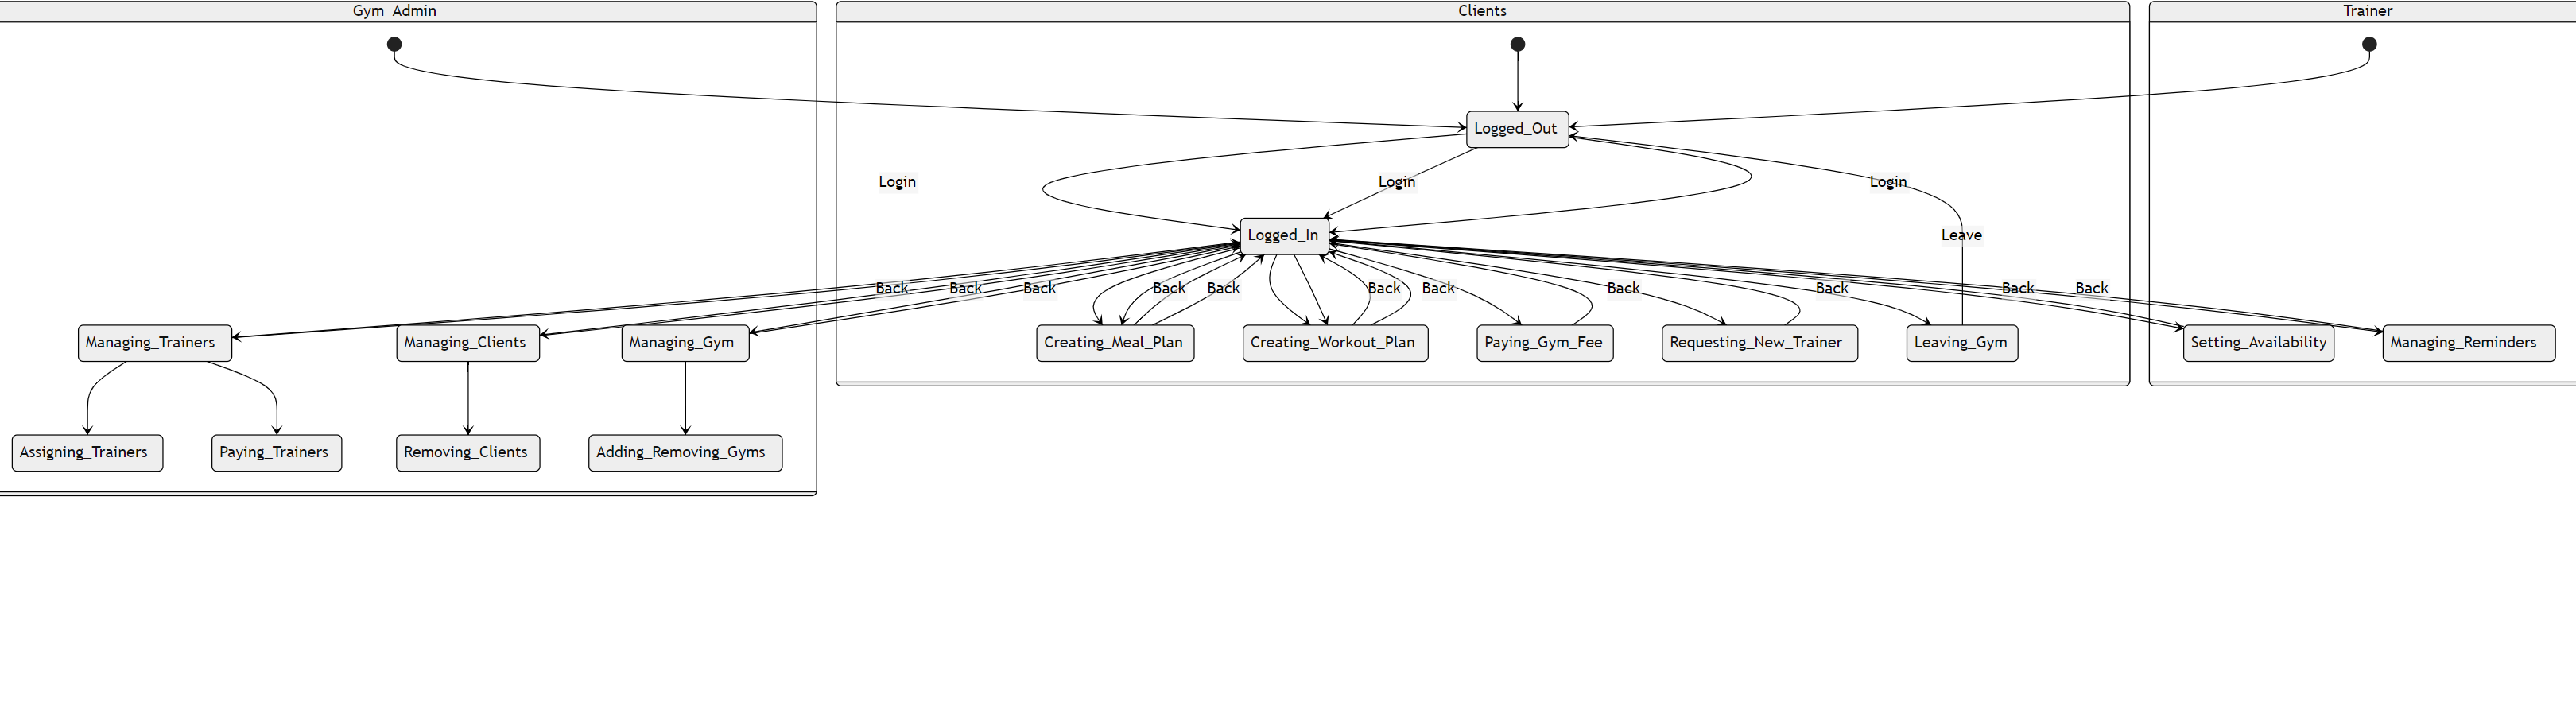 Gym_Admin
Clients
Trainer
Logged_Out
Login
Login
Login
Logged_In
Leave
Back
Back
Back
Back
Back
Back
Back
Back
Back
Back
Back
Managing_Trainers
Managing_Clients
Managing_Gym
Creating_Meal_Plan
Creating_Workout_Plan
Paying_Gym_Fee
Requesting_New_Trainer
Leaving_Gym
Setting_Availability
Managing_Reminders
Assigning_Trainers
Paying_Trainers
Removing_Clients
Adding_Removing_Gyms